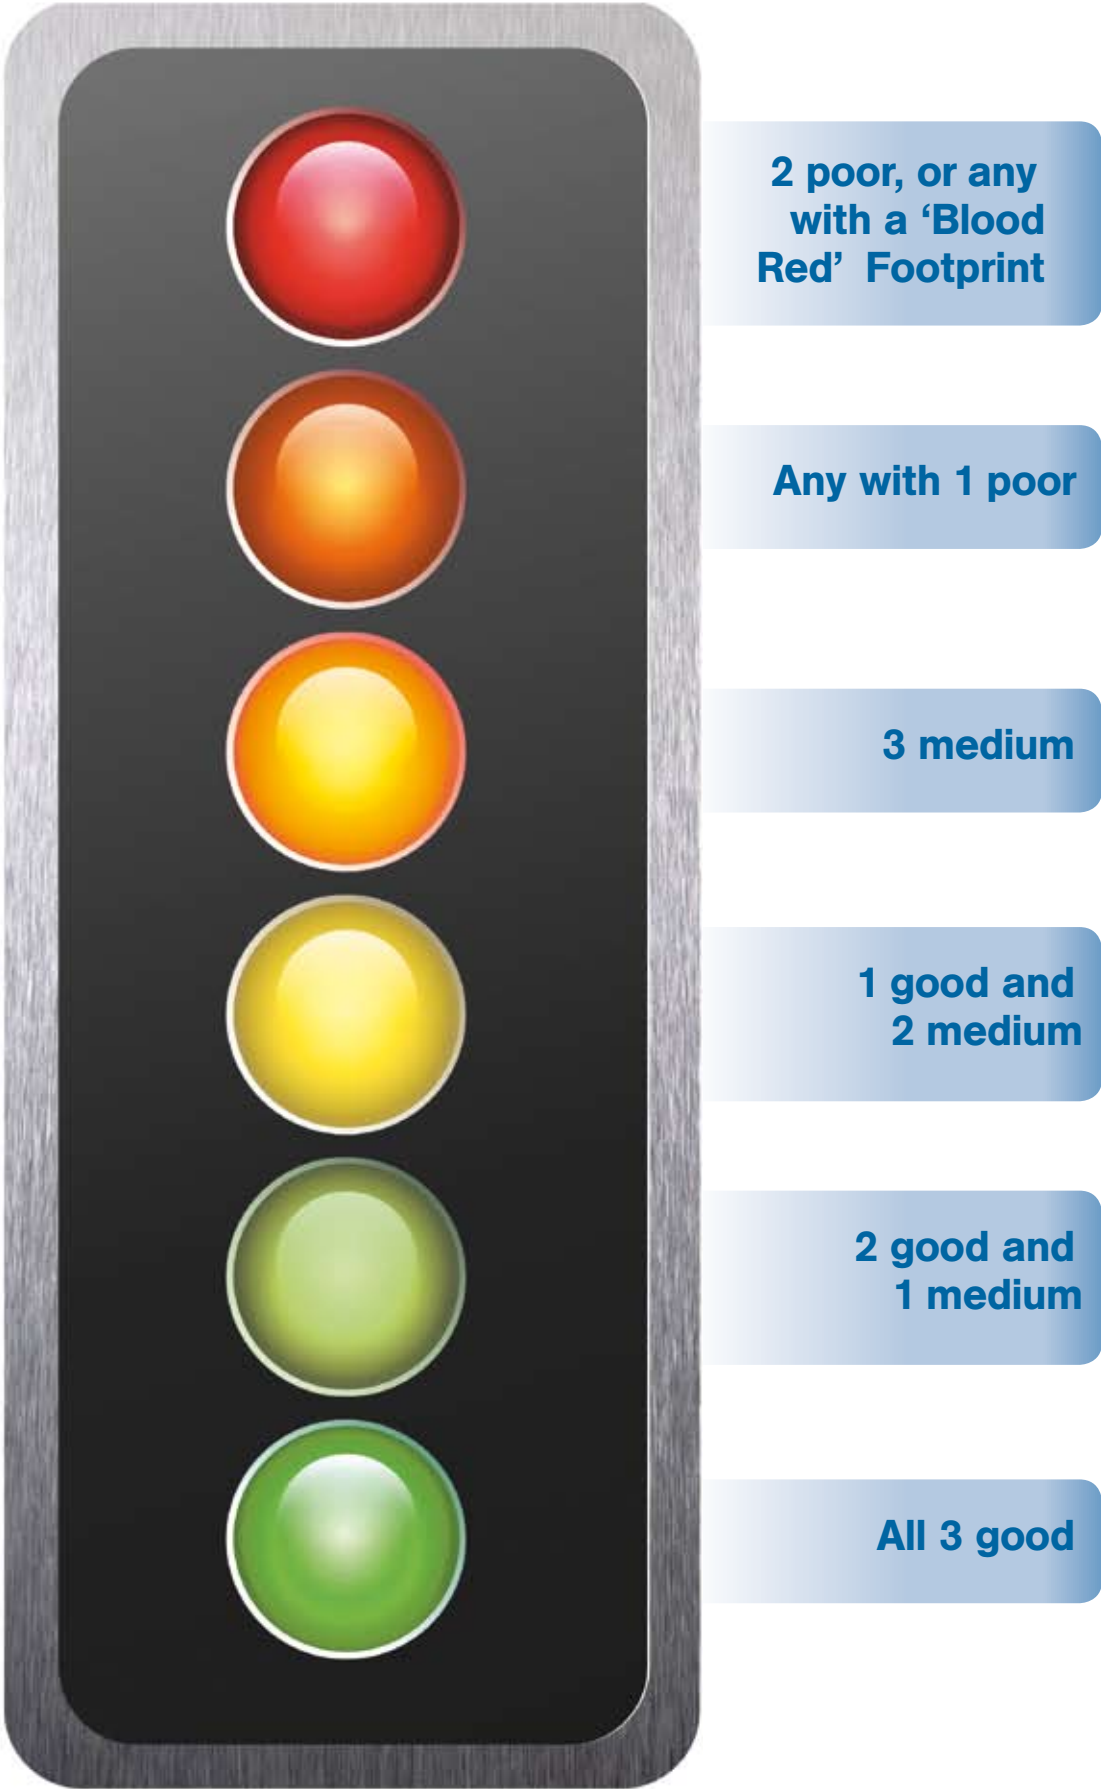 2 poor, or any
with a ‘Blood
Red’ Footprint
Any with 1 poor
3 medium
1 good and
2 medium
2 good and
1 medium
All 3 good